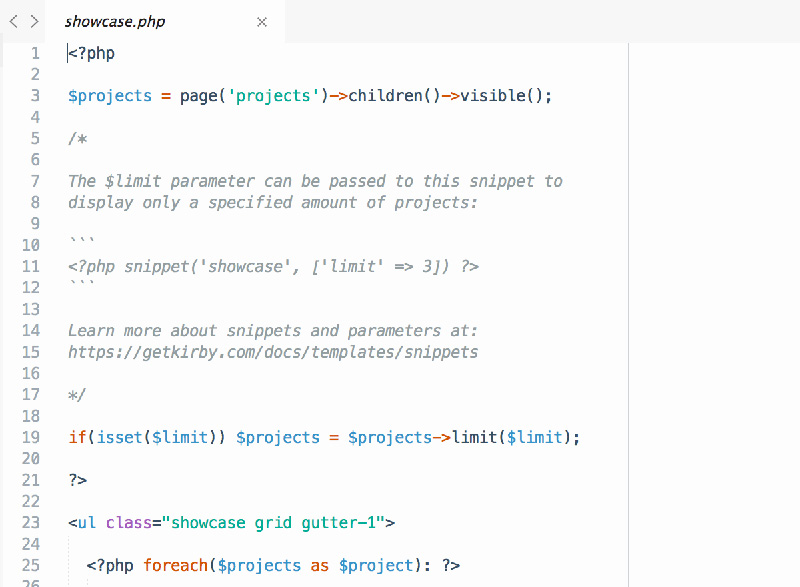 showcase.php
1 <?php
2
3 $projects = page('projects')->children()->visible();
4
5 /*
6
7 The $limit parameter can be passed to this snippet to
8 display only a specified amount of projects:
9
10 ```
11 <?php snippet('showcase', ['limit' => 3]) ?>
12 ```
13
14 Learn more about snippets and parameters at:
15 https://getkirby.com/docs/templates/snippets
16
17 */
18
19 if(isset($limit)) $projects = $projects->limit($limit);
20
21 ?>
22
23 <ul class="showcase grid gutter-1">
24
25 <?php foreach($projects as $project): ?>
26